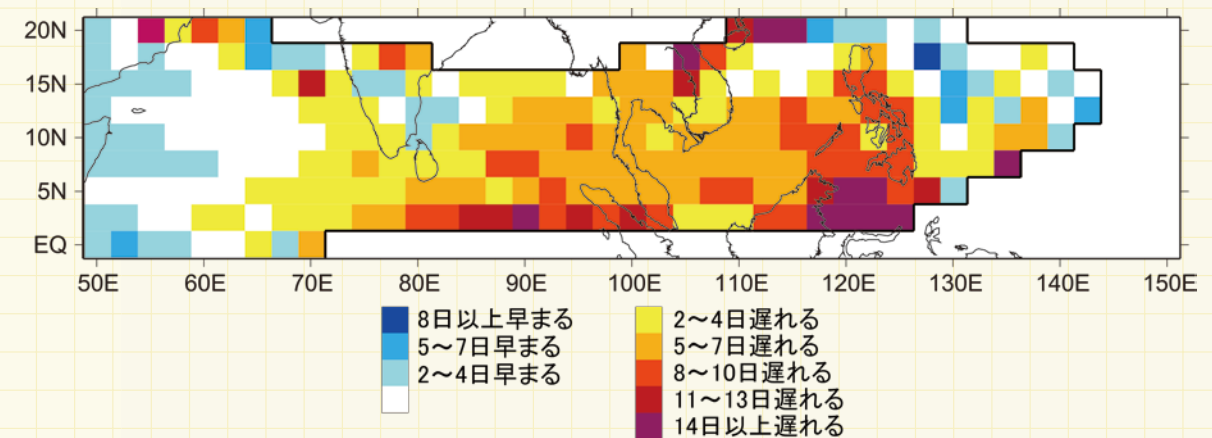 20N
15N
10N
5N
EQ
50E 60E 70E 80E 90E 100E 110E 120E 130E 140E 150E
8日以上早まる
5～7日早まる
2～4日早まる
2～4日遅れる
5～7日遅れる
8～10日遅れる
11～13日遅れる
14日以上遅れる